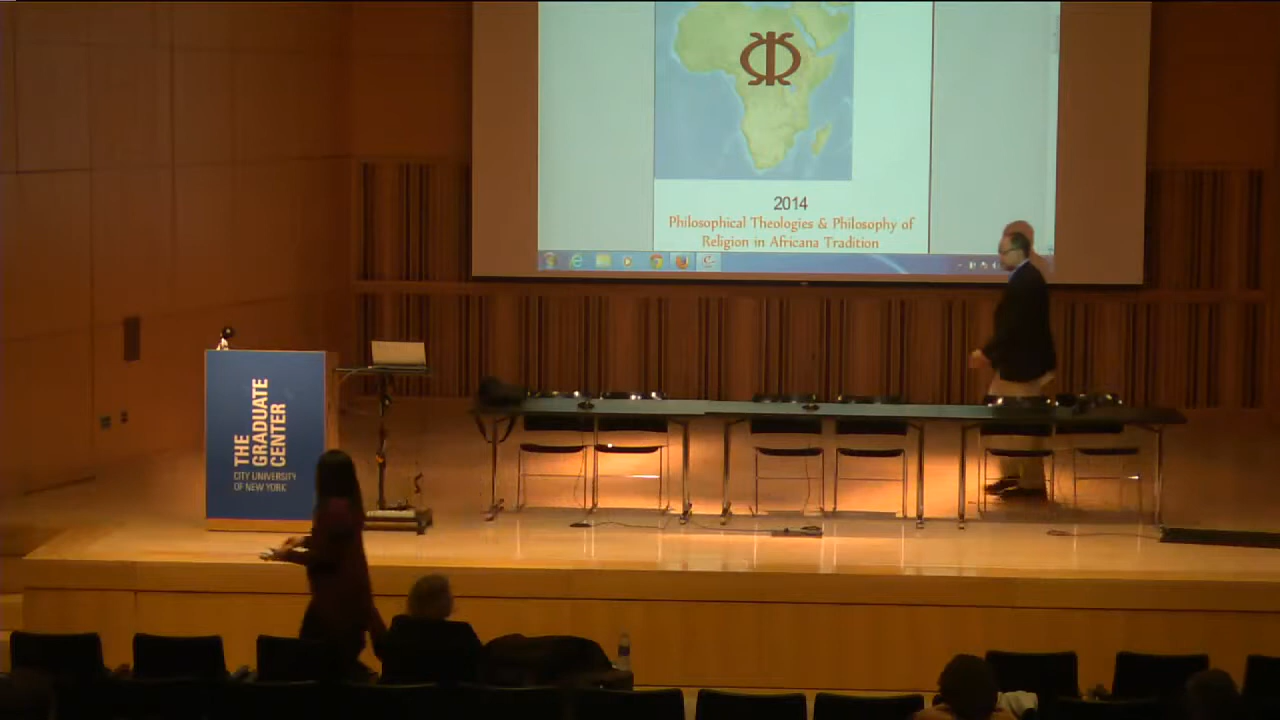 2014
Philosophical Theologies & Philosophy of
Religion in Africana Tradition
THE
GRADUATE
CENTER
CITY UNIVERSITY
OF NEW YORK